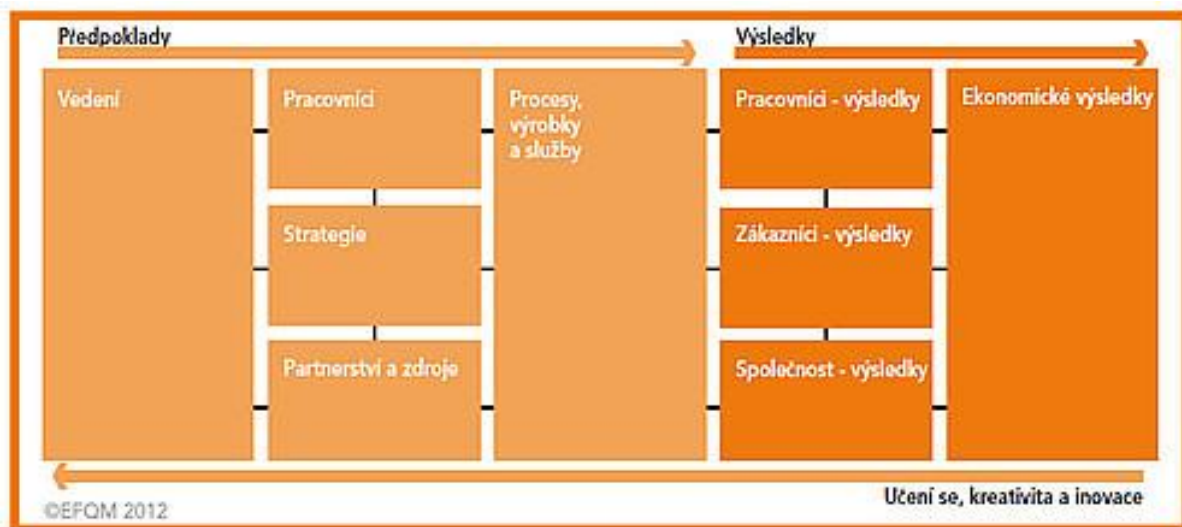 Předpoklady
Výsledky
Vedení
Pracovníci
Procesy,
výrobky
a služby
Pracovníci - výsledky
Ekonomické výsledky
Strategie
Zákazníci - výsledky
Partnerství a zdroje
Společnost - výsledky
Učení se, kreativita a inovace
©EFQM 2012